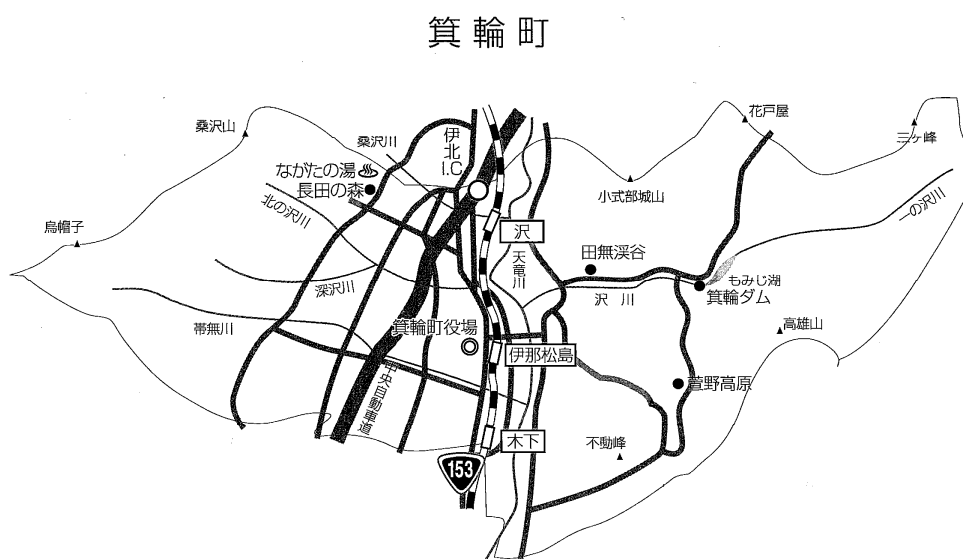 箕輪町
花戸屋
桑沢山
桑沢川
伊北I.C
三ケ峰
ながたの湯
長田の森
小式部城山
北の沢川
一の沢川
烏帽子
沢
田無渓谷
天竜川
もみじ湖
深沢川
沢川
箕輪ダム
帯無川
箕輪町役場
高雄山
伊那松島
中央自動車道
萱野高原
木下
不動峰
153